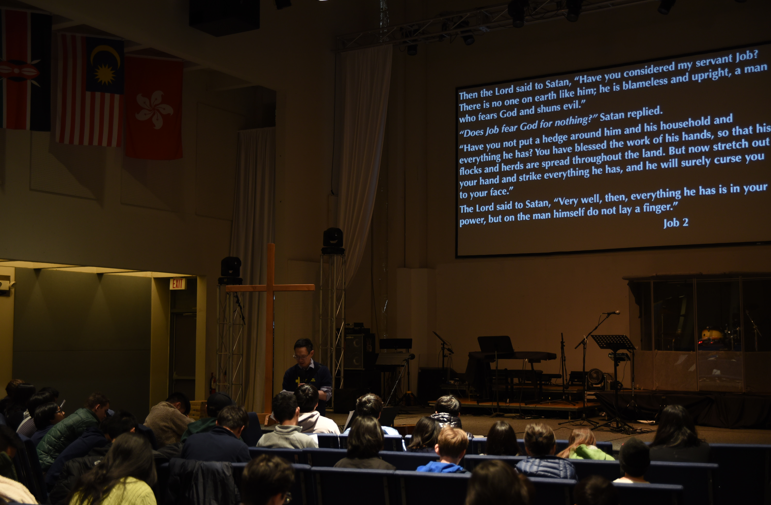 Then the Lord said to Satan, “Have you considered my servant Job?
There is no one on earth like him; he is blameless and upright, a man
who fears God and shuns evil.”
“Does Job fear God for nothing?” Satan replied.
“Have you not put a hedge around him and his household and
everything he has? You have blessed the work of his hands, so that his
flocks and herds are spread throughout the land. But now stretch out
your hand and strike everything he has, and he will surely curse you
to your face.”
The Lord said to Satan, “Very well, then, everything he has is in your
power, but on the man himself do not lay a finger.”
Job 2
EXIT